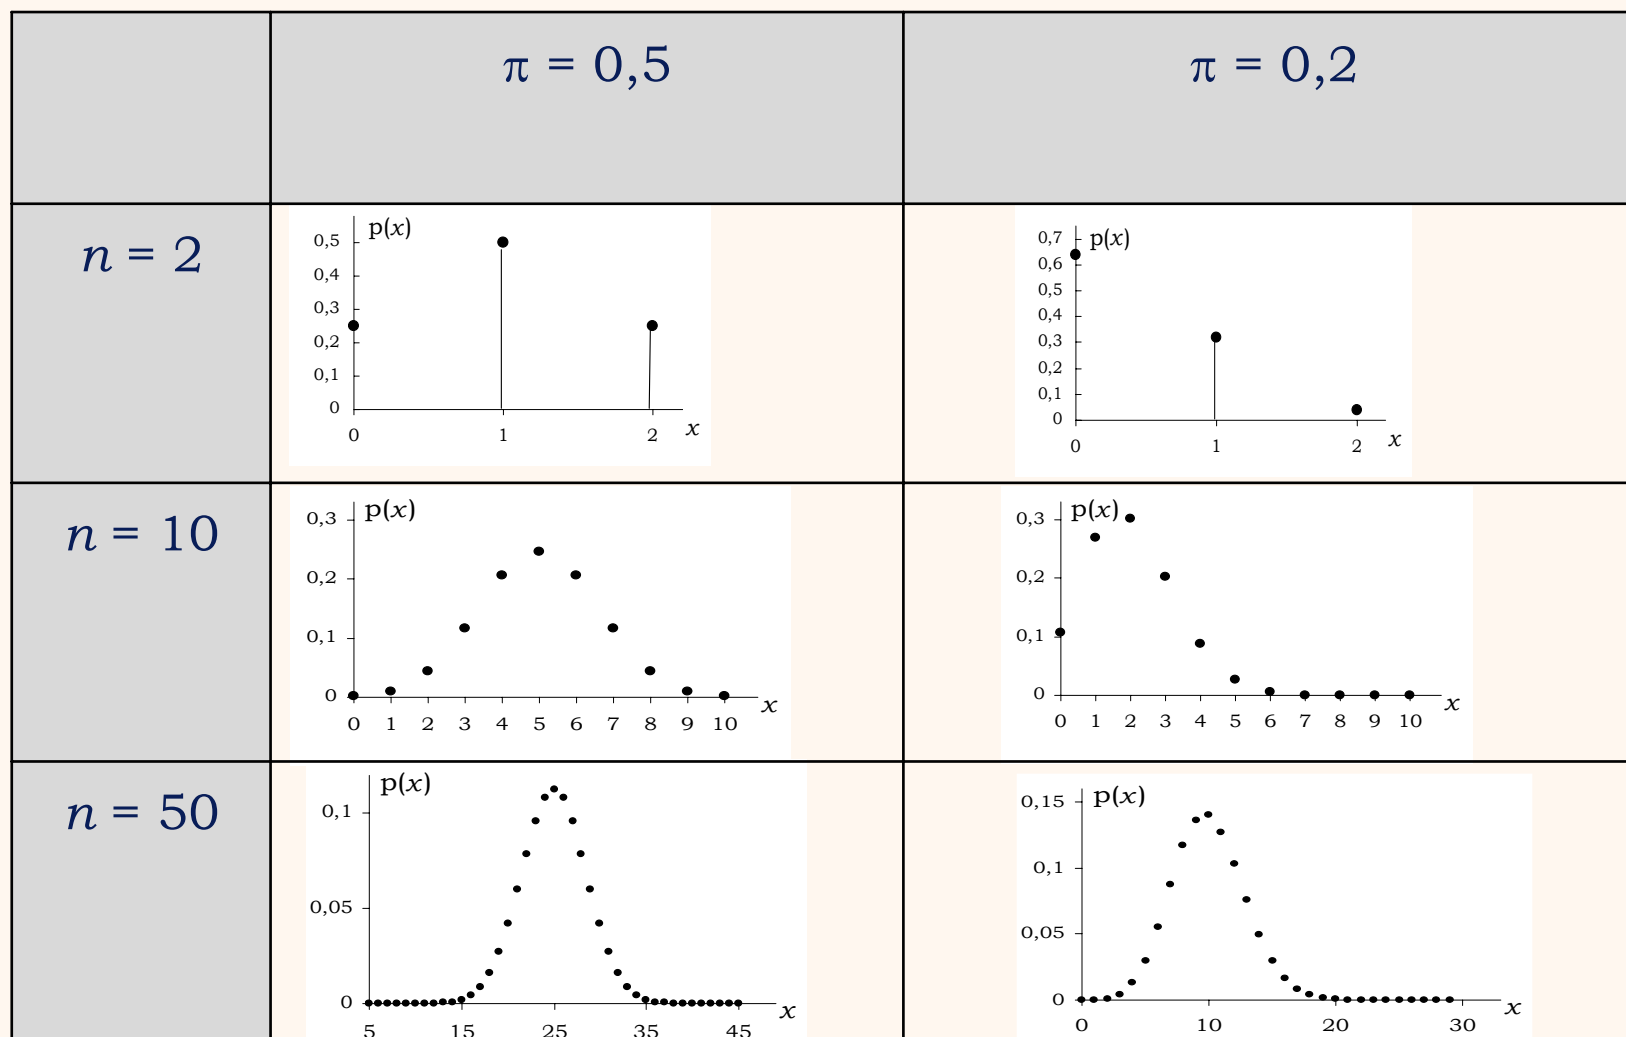 π = 0,5
π = 0,2
n = 2
p(x)
0,5
0,4
0,3
0,2
0,1
0
0 1 2 x
p(x)
0,7
0,6
0,5
0,4
0,3
0,2
0,1
0
0 1 2 x
n = 10
p(x)
0,3
0,2
0,1
0
0 1 2 3 4 5 6 7 8 9 10 x
p(x)
0,3
0,2
0,1
0
0 1 2 3 4 5 6 7 8 9 10 x
n = 50
p(x)
0,1
0,05
0
5 15 25 35 45 x
p(x)
0,15
0,1
0,05
0
0 10 20 30 x